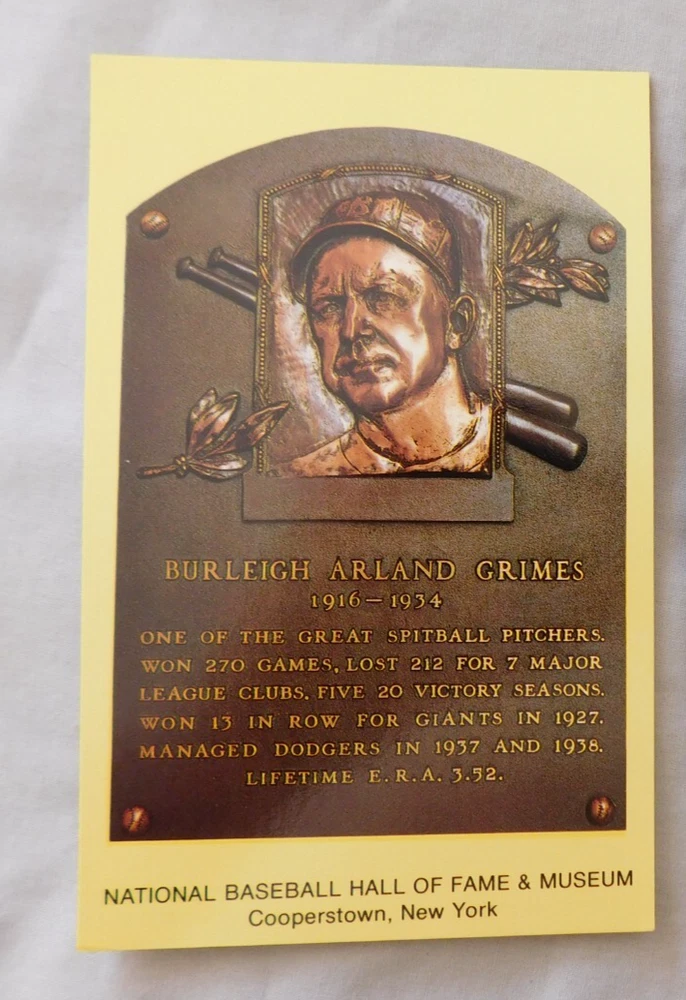 BURLEIGH ARLAND GRIMES
1916–1934
ONE OF THE GREAT SPITBALL PITCHERS.
WON 270 GAMES, LOST 212 FOR 7 MAJOR
LEAGUE CLUBS. FIVE 20 VICTORY SEASONS.
WON 13 IN ROW FOR GIANTS IN 1927.
MANAGED DODGERS IN 1937 AND 1938.
LIFETIME E.R.A. 3.52.
NATIONAL BASEBALL HALL OF FAME & MUSEUM
Cooperstown, New York